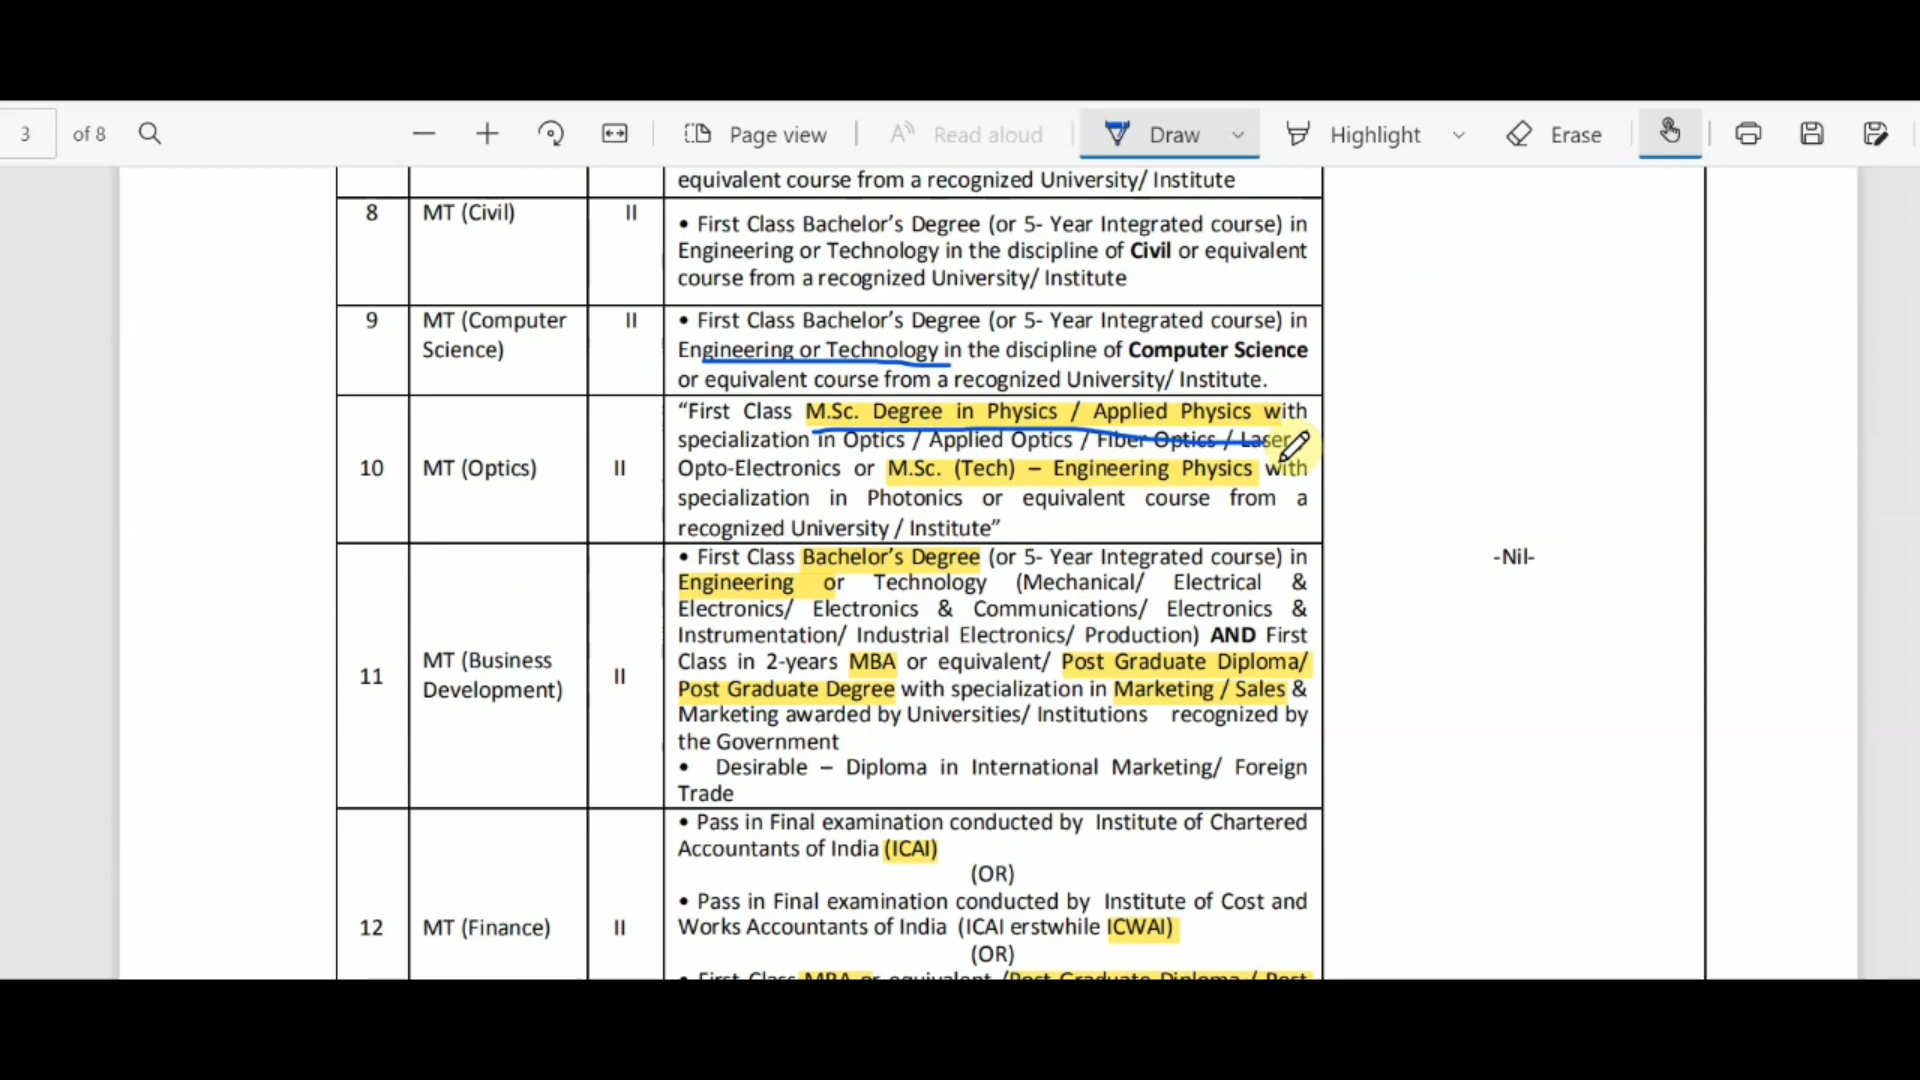 3 of 8 Page view Read aloud Draw Highlight Erase
equivalent course from a recognized University/ Institute
8 MT (Civil) II
• First Class Bachelor’s Degree (or 5- Year Integrated course) in
Engineering or Technology in the discipline of Civil or equivalent
course from a recognized University/ Institute
9 MT (Computer
Science) II
• First Class Bachelor’s Degree (or 5- Year Integrated course) in
Engineering or Technology in the discipline of Computer Science
or equivalent course from a recognized University/ Institute.
10 MT (Optics) II
“First Class M.Sc. Degree in Physics / Applied Physics with
specialization in Optics / Applied Optics / Fiber Optics / Laser
Opto-Electronics or M.Sc. (Tech) – Engineering Physics with
specialization in Photonics or equivalent course from a
recognized University / Institute”
11 MT (Business
Development) II
• First Class Bachelor’s Degree (or 5- Year Integrated course) in
Engineering or Technology (Mechanical/ Electrical &
Electronics/ Electronics & Communications/ Electronics &
Instrumentation/ Industrial Electronics/ Production) AND First
Class in 2-years MBA or equivalent/ Post Graduate Diploma/
Post Graduate Degree with specialization in Marketing / Sales &
Marketing awarded by Universities/ Institutions recognized by
the Government
• Desirable – Diploma in International Marketing/ Foreign
Trade
-Nil-
12 MT (Finance) II
• Pass in Final examination conducted by Institute of Chartered
Accountants of India (ICAI)
(OR)
• Pass in Final examination conducted by Institute of Cost and
Works Accountants of India (ICAI erstwhile ICWAI)
(OR)
• First Class MBA or equivalent /Post Graduate Diploma / Post